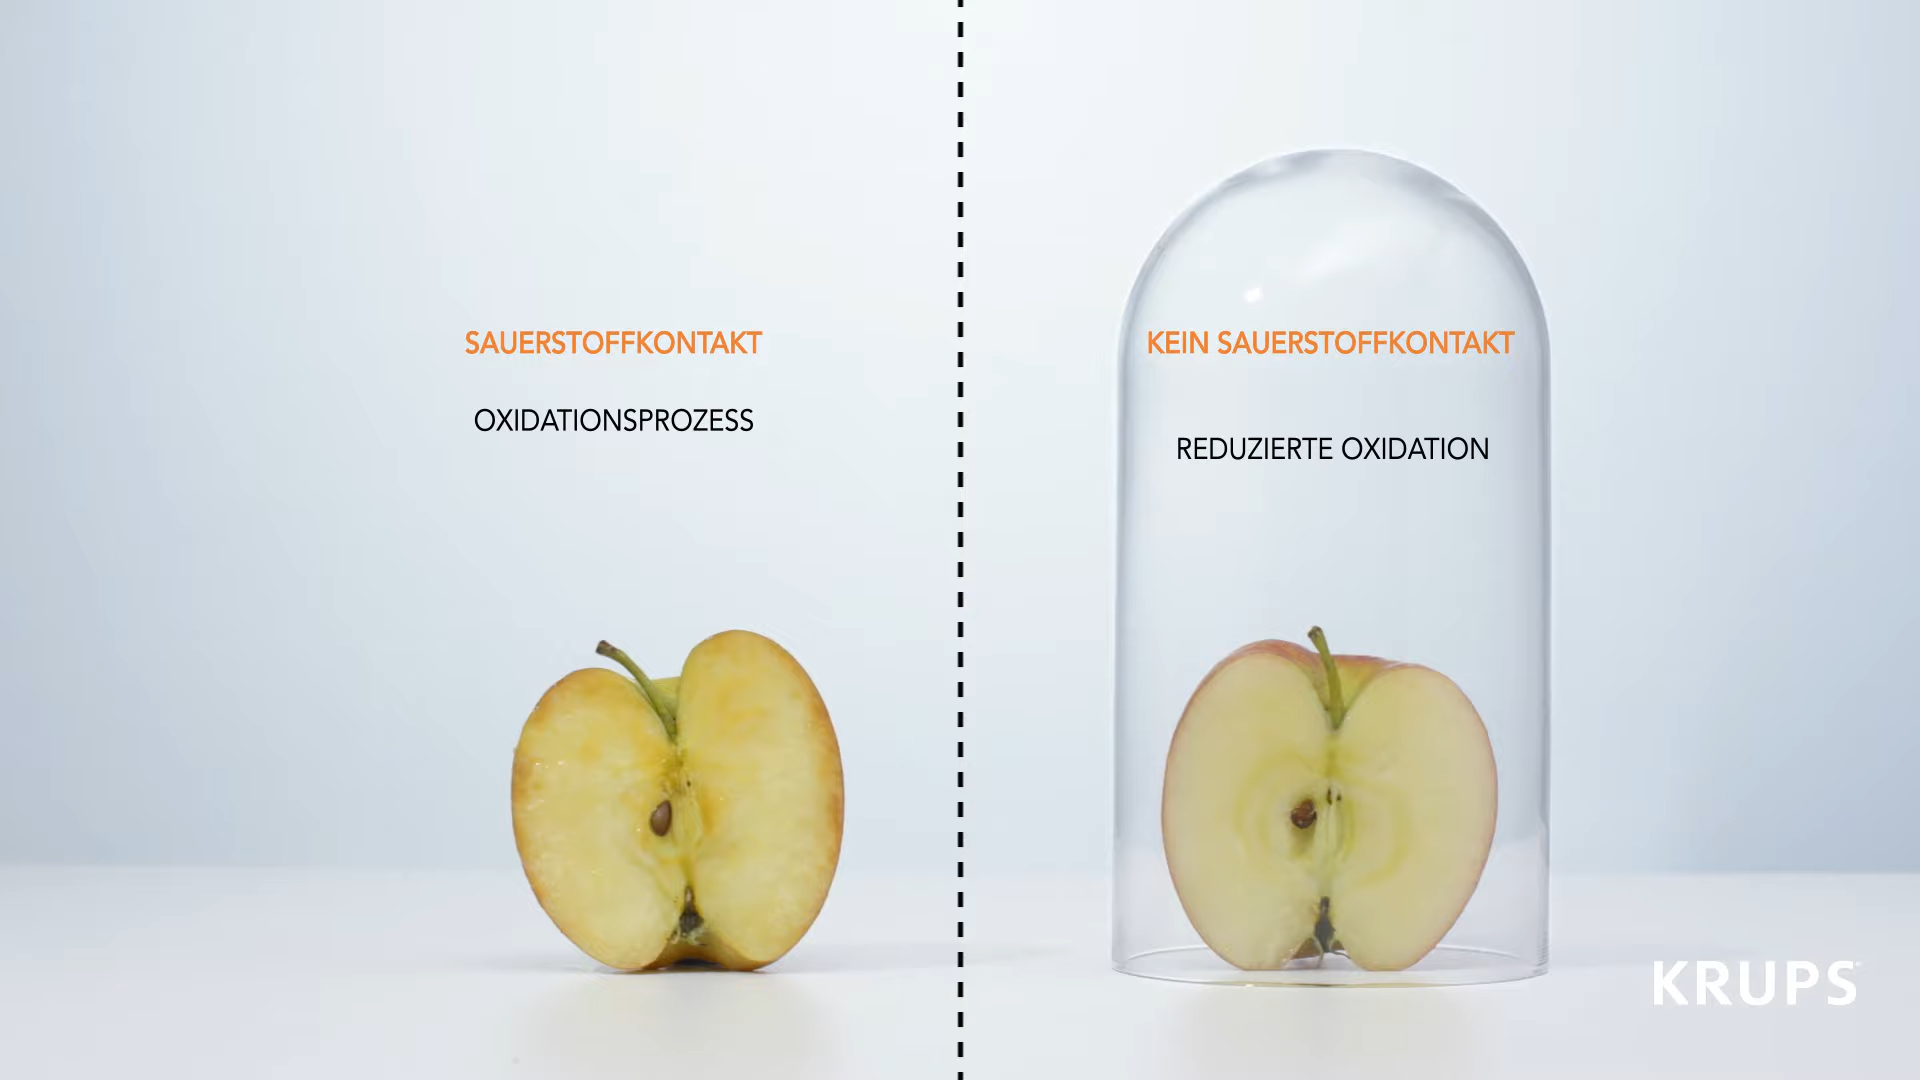 SAUERSTOFFKONTAKT
OXIDATIONSPROZESS
KEIN SAUERSTOFFKONTAKT
REDUZIERTE OXIDATION
KRUPS